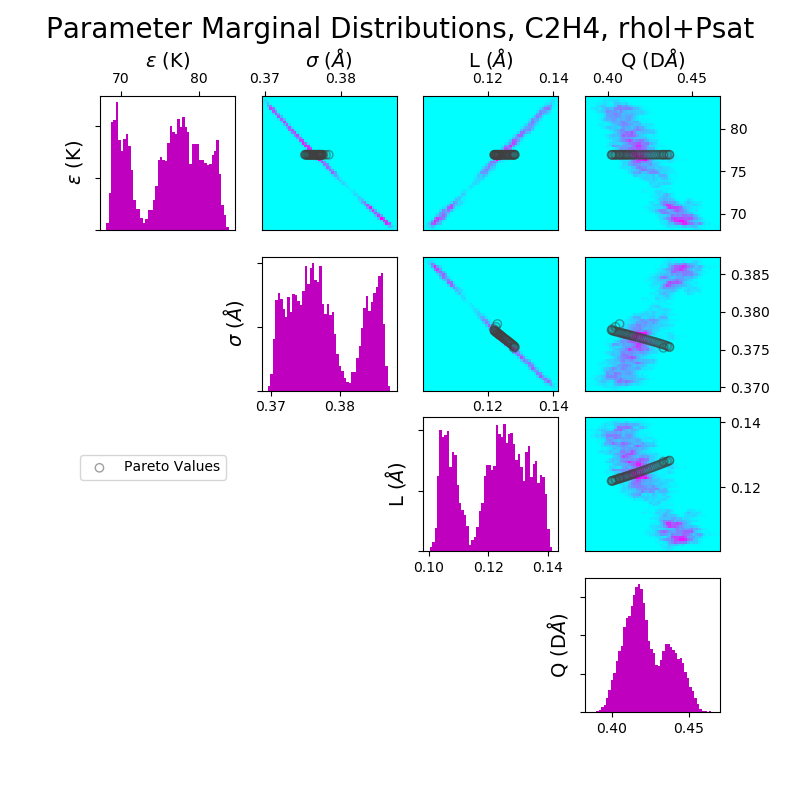 Parameter Marginal Distributions, C2H4, rhol+Psat
ε (K) σ (Å) L (Å) Q (DÅ)
70 80 0.37 0.38 0.12 0.14 0.40 0.45
ε (K)
80
75
70
σ (Å)
0.385
0.380
0.375
0.370
0.37 0.38 0.12 0.14
L (Å)
0.14
0.12
Pareto Values
0.10 0.12 0.14
Q (DÅ)
0.40 0.45